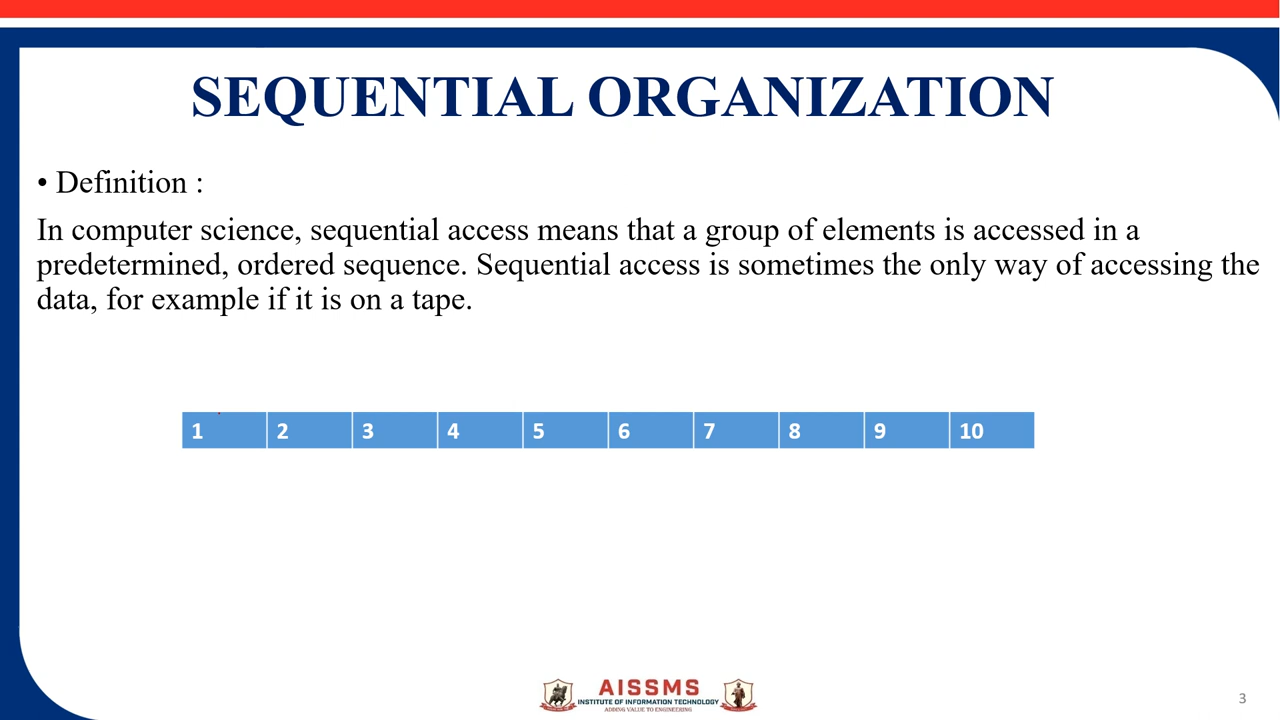 SEQUENTIAL ORGANIZATION
• Definition :
In computer science, sequential access means that a group of elements is accessed in a
predetermined, ordered sequence. Sequential access is sometimes the only way of accessing the
data, for example if it is on a tape.
1 2 3 4 5 6 7 8 9 10
AISSMS
INSTITUTE OF INFORMATION TECHNOLOGY
ADDING VALUE TO ENGINEERING
3